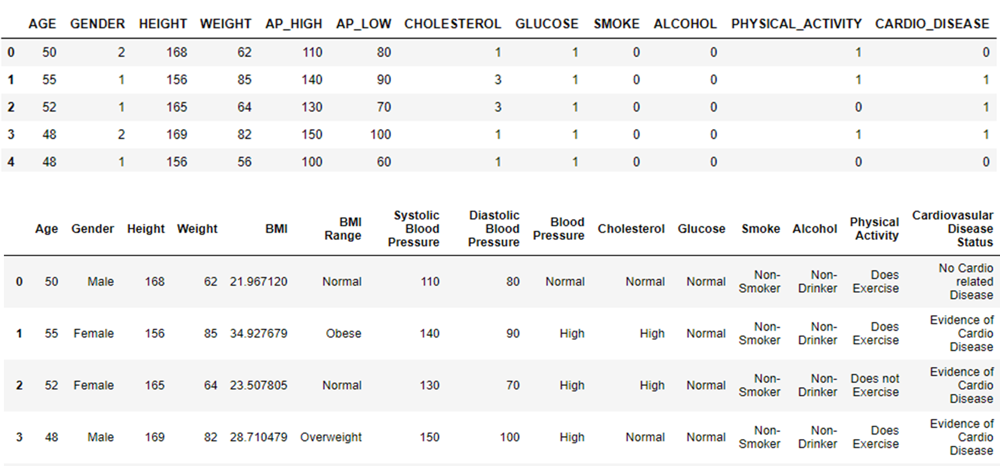 AGE GENDER HEIGHT WEIGHT AP_HIGH AP_LOW CHOLESTEROL GLUCOSE SMOKE ALCOHOL PHYSICAL_ACTIVITY CARDIO_DISEASE
0 50 2 168 62 110 80 1 1 0 0 1 0
1 55 1 156 85 140 90 3 1 0 0 1 1
2 52 1 165 64 130 70 3 1 0 0 0 1
3 48 2 169 82 150 100 1 1 0 0 1 1
4 48 1 156 56 100 60 1 1 0 0 0 0
Age Gender Height Weight BMI BMI Range Systolic Blood Pressure Diastolic Blood Pressure Blood Pressure Cholesterol Glucose Smoke Alcohol Physical Activity Cardiovasular Disease Status
0 50 Male 168 62 21.967120 Normal 110 80 Normal Normal Normal Non-Smoker Non-Drinker Does Exercise No Cardio related Disease
1 55 Female 156 85 34.927679 Obese 140 90 High High Normal Non-Smoker Non-Drinker Does Exercise Evidence of Cardio Disease
2 52 Female 165 64 23.507805 Normal 130 70 High High Normal Non-Smoker Non-Drinker Does not Exercise Evidence of Cardio Disease
3 48 Male 169 82 28.710479 Overweight 150 100 High Normal Normal Non-Smoker Non-Drinker Does Exercise Evidence of Cardio Disease